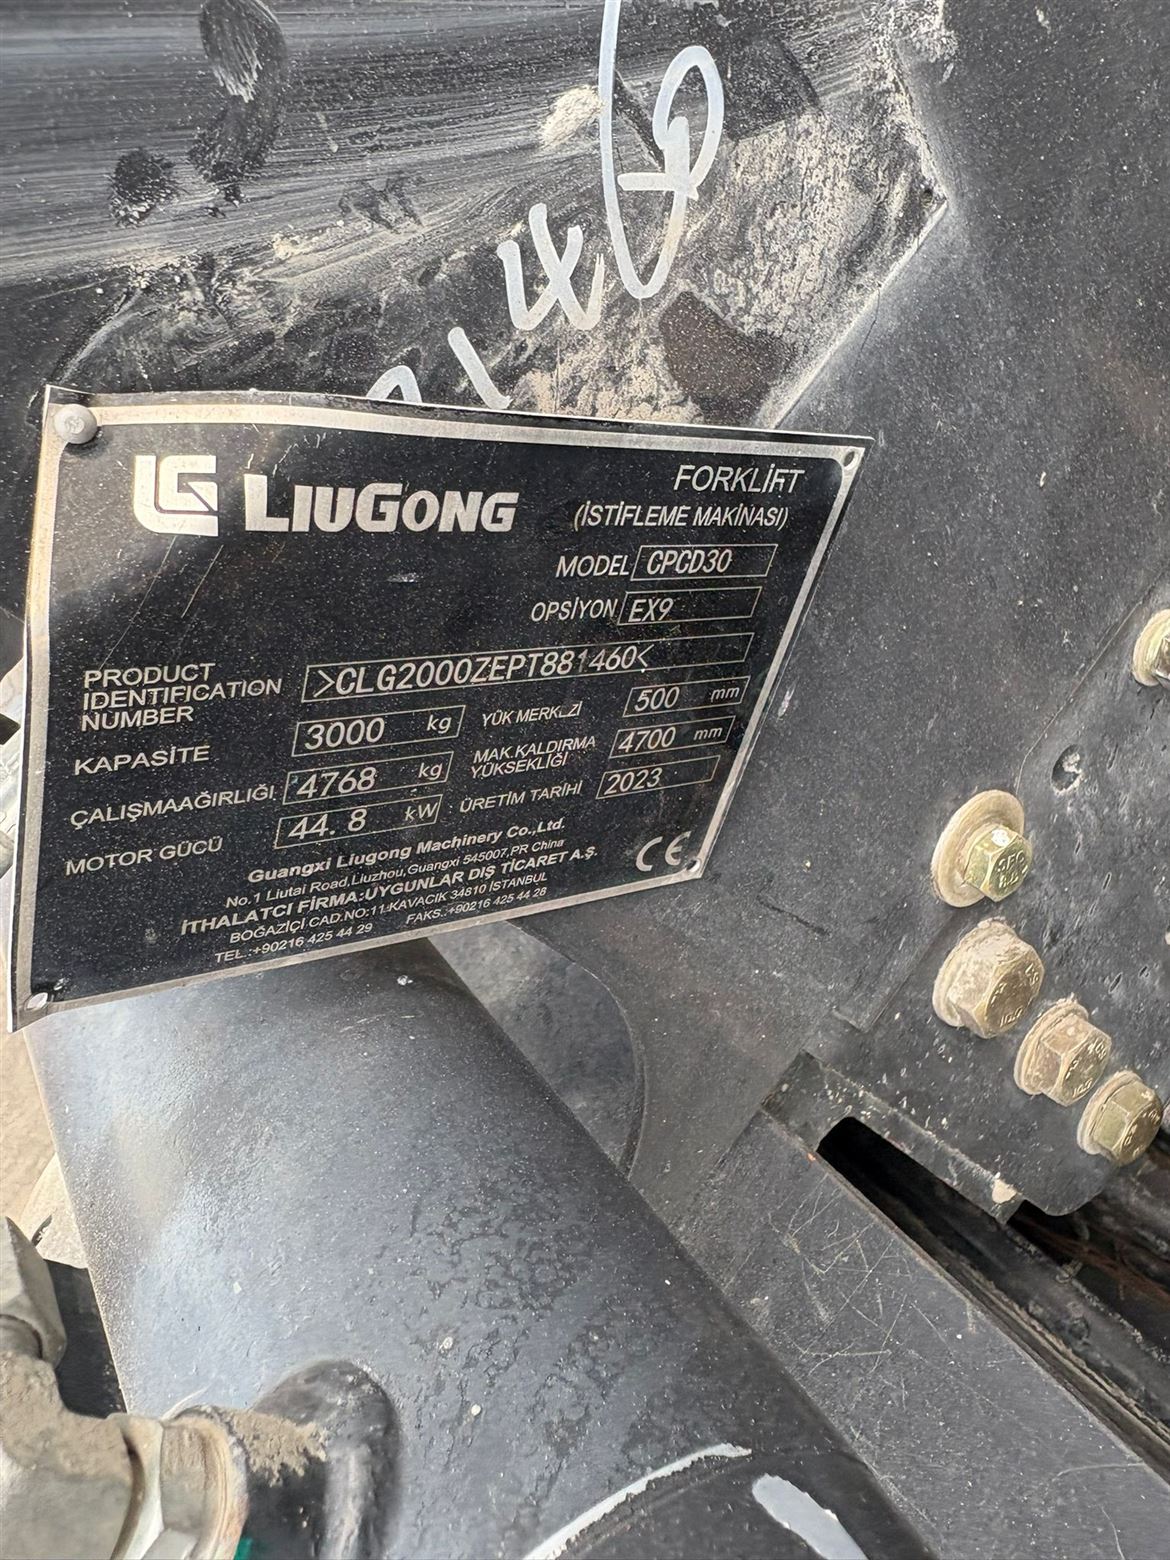 LIUGONG
FORKLİFT
(İSTİFLEME MAKİNASI)
MODEL CPCD30
OPSİYON EX9
PRODUCT
IDENTIFICATION
NUMBER
>CLG2000ZEPT881460<
KAPASİTE 3000 kg
YÜK MERKEZİ 500 mm
ÇALIŞMAAĞIRLIĞI 4768 kg
MAK KALDIRMA
YÜKSEKLİĞİ
4700 mm
MOTOR GÜCÜ 44.8 kW
ÜRETİM TARİHİ 2023
Guangxi Liugong Machinery Co.,Ltd.
No.1 Liutai Road,Liuzhou,Guangxi 545007,PR China
İTHALATCI FİRMA:UYGUNLAR DIŞ TİCARET A.Ş.
BOĞAZİÇİ CAD.NO:11/KAVACIK 34810 İSTANBUL
TEL.:+90216 425 44 29 FAKS.:+90216 425 44 28
CE